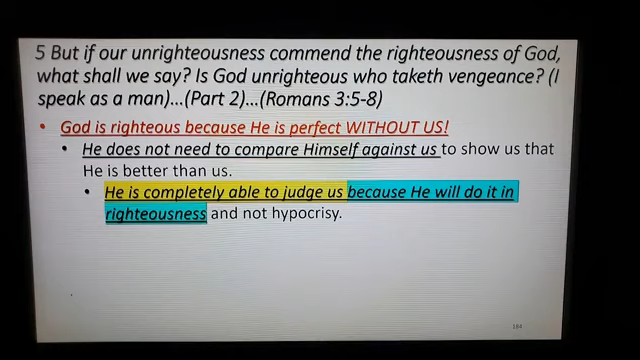 5 But if our unrighteousness commend the righteousness of God,
what shall we say? Is God unrighteous who taketh vengeance? (I
speak as a man)...(Part 2)...(Romans 3:5-8)
• God is righteous because He is perfect WITHOUT US!
• He does not need to compare Himself against us to show us that
He is better than us.
• He is completely able to judge us because He will do it in
righteousness and not hypocrisy.
184